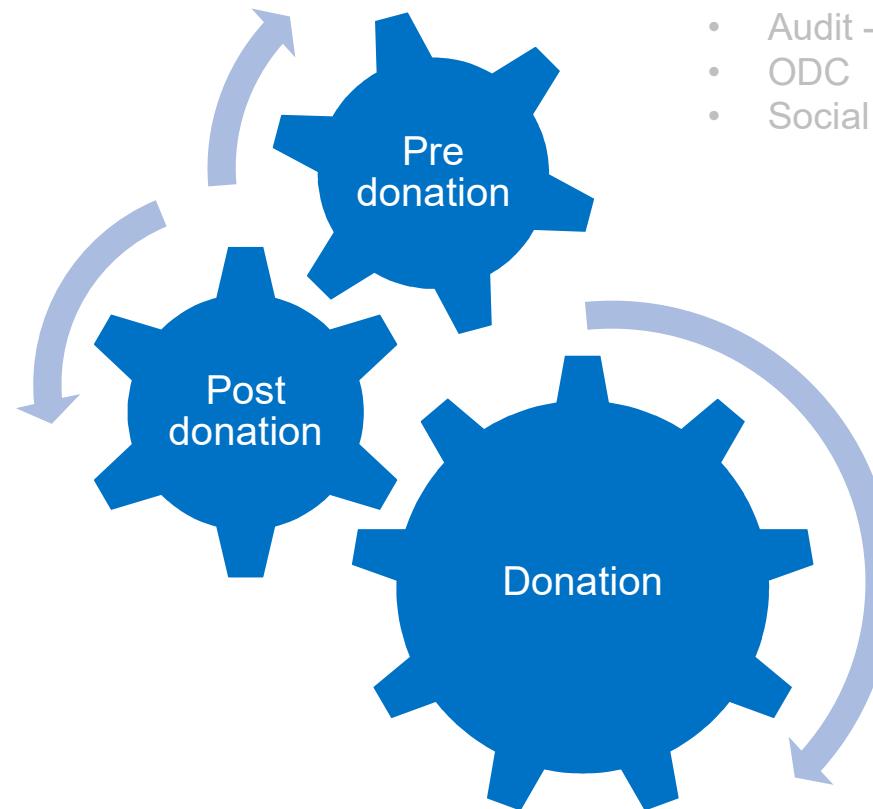 • Audit -
• ODC
• Social
Pre
donation
Post
donation
Donation